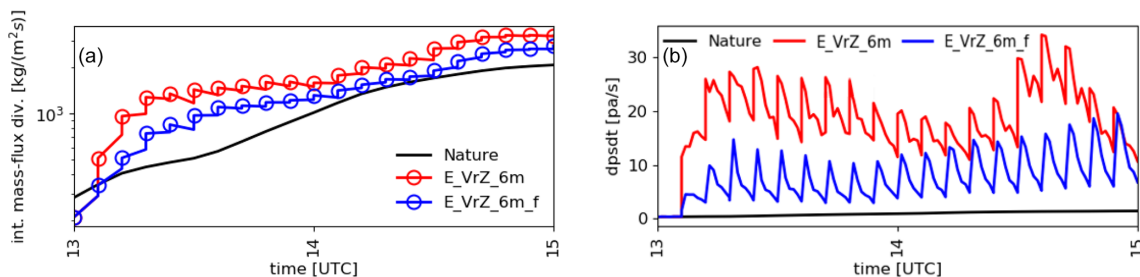 int. mass-flux div. [kg/(m²s)]
(a)
10³
Nature
E_VrZ_6m
E_VrZ_6m_f
13
14
15
time [UTC]
dpsdt [pa/s]
(b)
Nature
E_VrZ_6m
E_VrZ_6m_f
30
20
10
0
13
14
15
time [UTC]